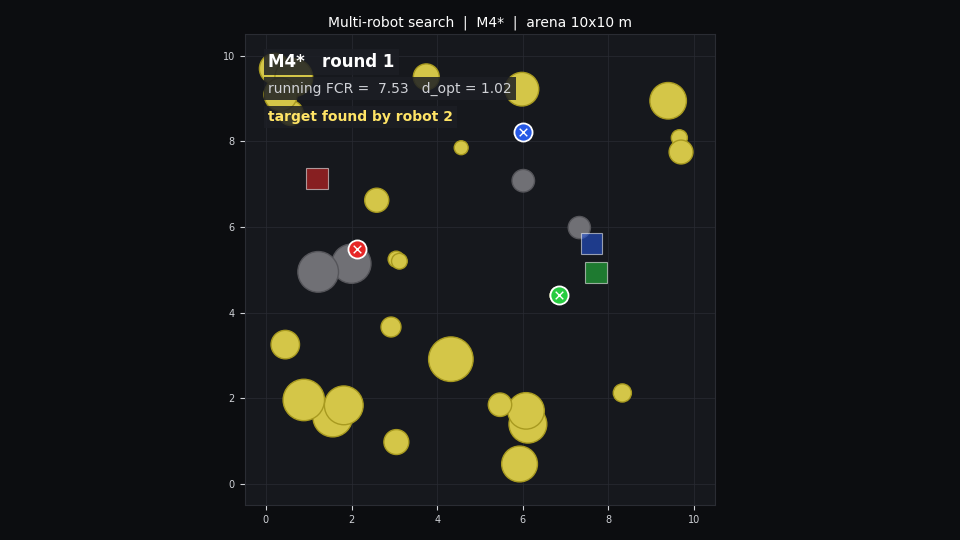 Multi-robot search | M4* | arena 10x10 m
M4* round 1
running FCR = 7.53 d_opt = 1.02
target found by robot 2
10
8
6
4
2
0
0 2 4 6 8 10